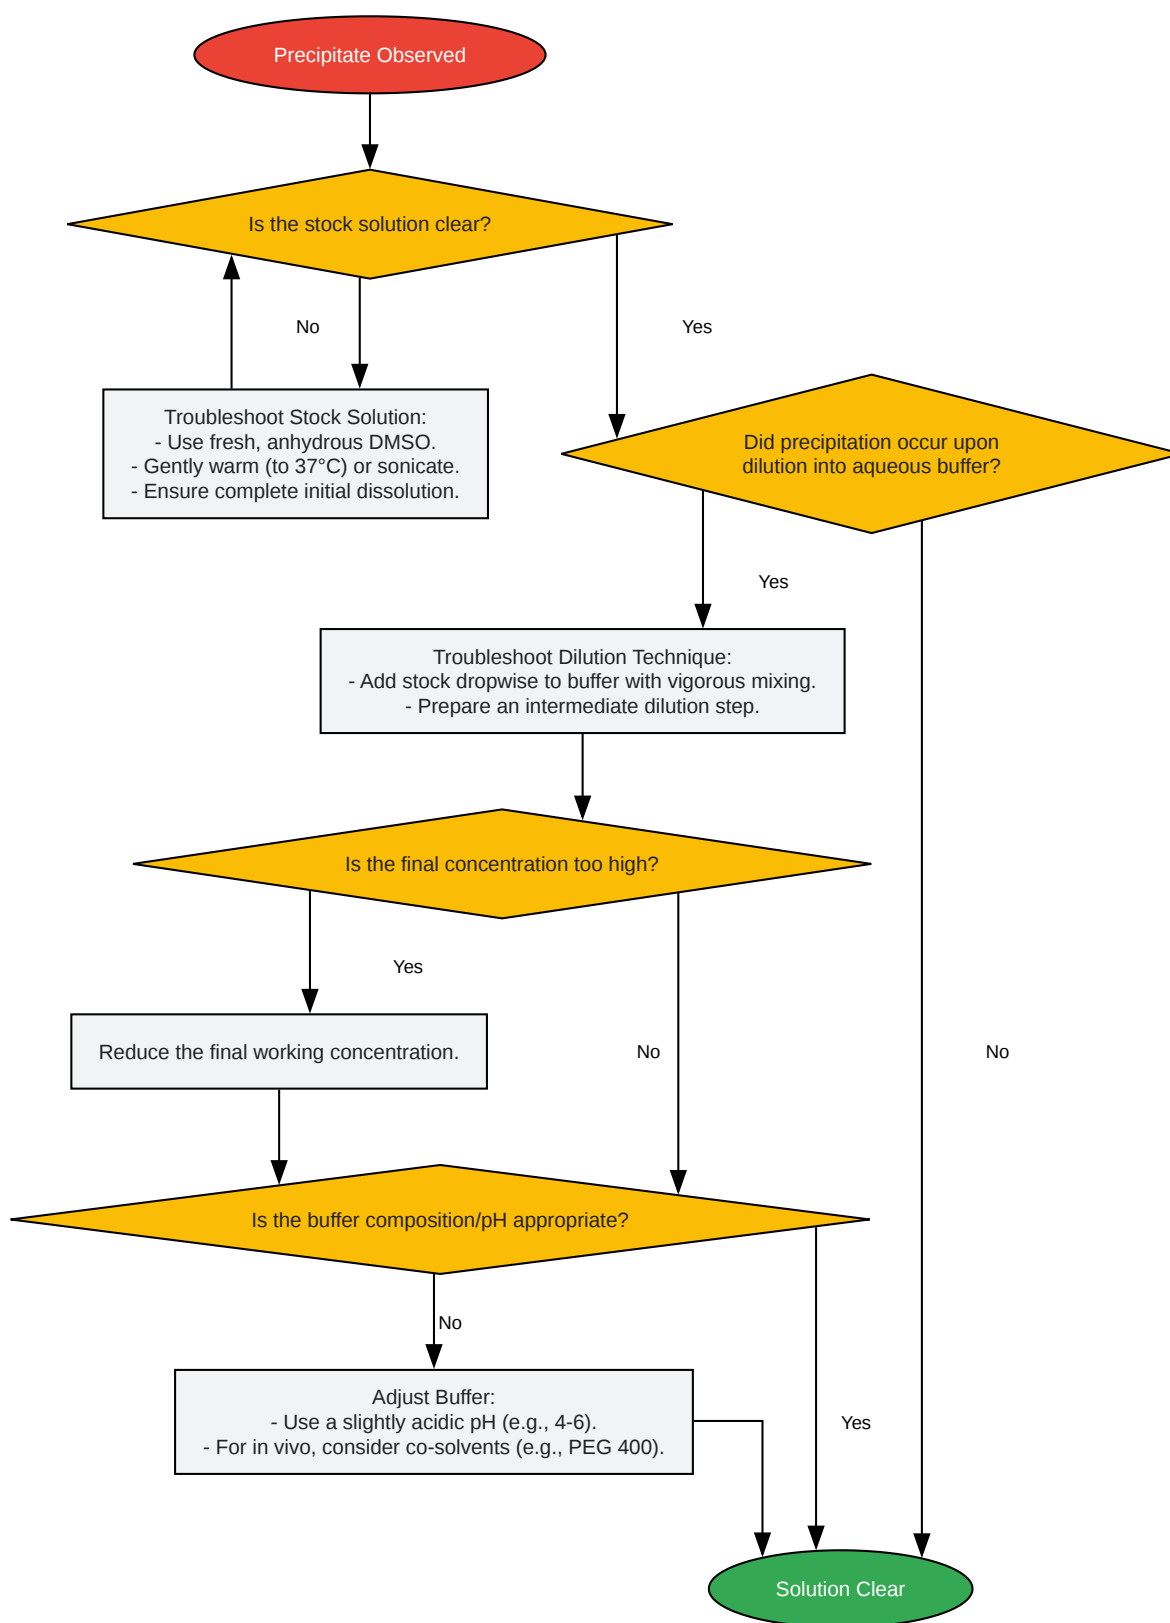 Precipitate Observed
Is the stock solution clear?
No
Yes
Troubleshoot Stock Solution:
- Use fresh, anhydrous DMSO.
- Gently warm (to 37°C) or sonicate.
- Ensure complete initial dissolution.
Did precipitation occur upon
dilution into aqueous buffer?
Yes
Troubleshoot Dilution Technique:
- Add stock dropwise to buffer with vigorous mixing.
- Prepare an intermediate dilution step.
Is the final concentration too high?
Yes
Reduce the final working concentration.
No
No
Is the buffer composition/pH appropriate?
No
Adjust Buffer:
- Use a slightly acidic pH (e.g., 4-6).
- For in vivo, consider co-solvents (e.g., PEG 400).
Yes
Solution Clear